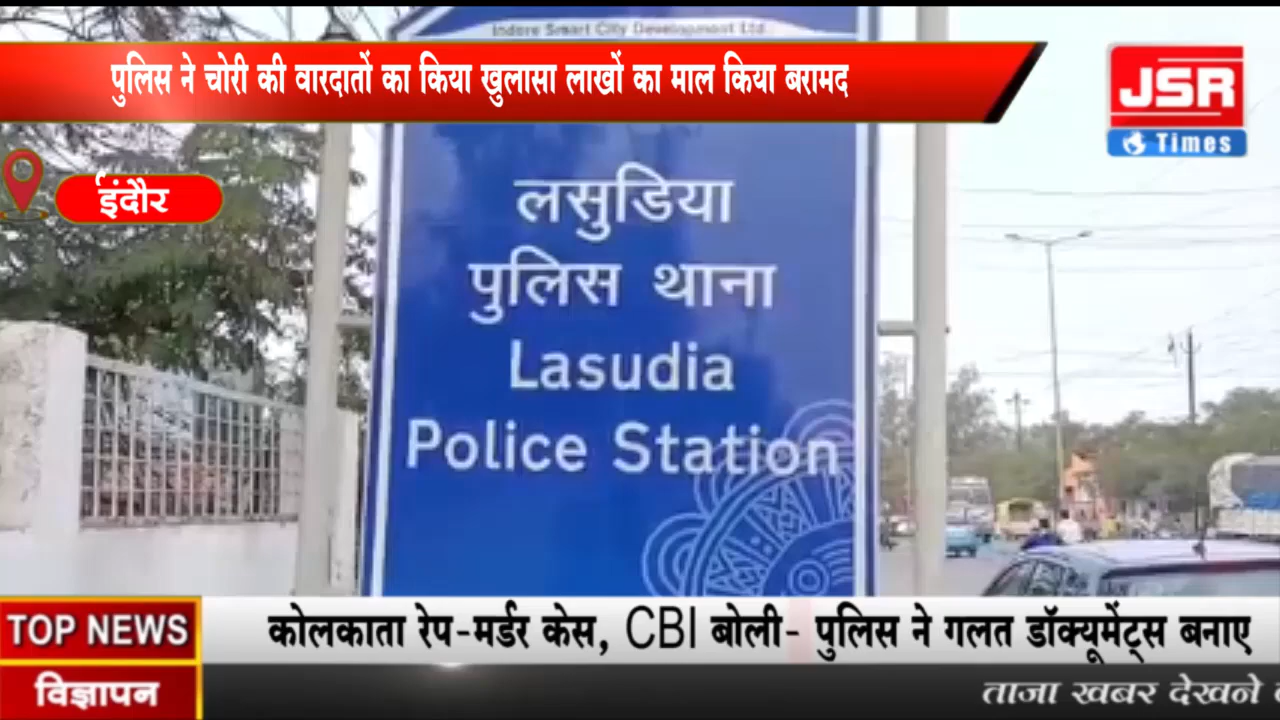 Indore Smart City Development Ltd.
पुलिस ने चोरी की वारदातों का किया खुलासा लाखों का माल किया बरामद
JSR
Times
इंदौर
लसुडिया
पुलिस थाना
Lasudia
Police Station
TOP NEWS
कोलकाता रेप-मर्डर केस, CBI बोली- पुलिस ने गलत डॉक्यूमेंट्स बनाए
विज्ञापन
ताजा खबर देखने